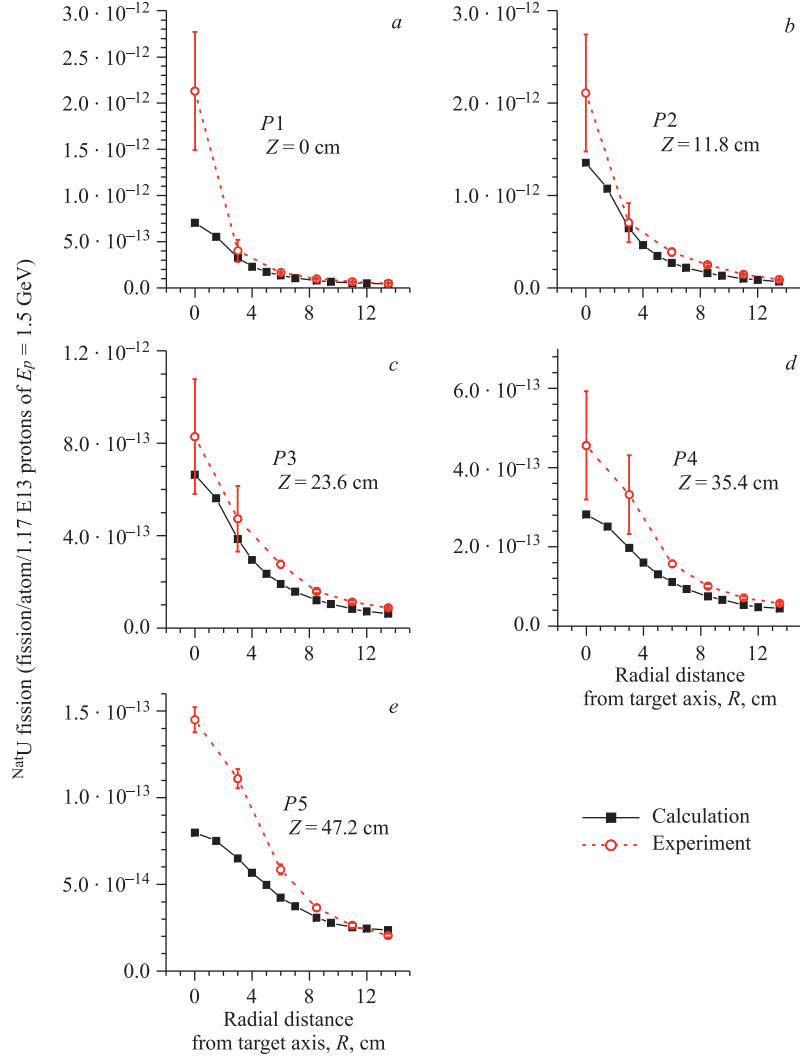 NatU fission (fission/atom/1.17 E13 protons of Ep = 1.5 GeV)
a
3.0 · 10−12
2.5 · 10−12
2.0 · 10−12
1.5 · 10−12
1.0 · 10−12
5.0 · 10−13
0.0
P1
Z = 0 cm
0 4 8 12
b
3.0 · 10−12
2.0 · 10−12
1.0 · 10−12
0.0
P2
Z = 11.8 cm
0 4 8 12
c
1.2 · 10−12
8.0 · 10−13
4.0 · 10−13
0.0
P3
Z = 23.6 cm
0 4 8 12
d
6.0 · 10−13
4.0 · 10−13
2.0 · 10−13
0.0
P4
Z = 35.4 cm
0 4 8 12
Radial distance
from target axis, R, cm
e
1.5 · 10−13
1.0 · 10−13
5.0 · 10−14
0.0
P5
Z = 47.2 cm
0 4 8 12
Radial distance
from target axis, R, cm
Calculation
Experiment